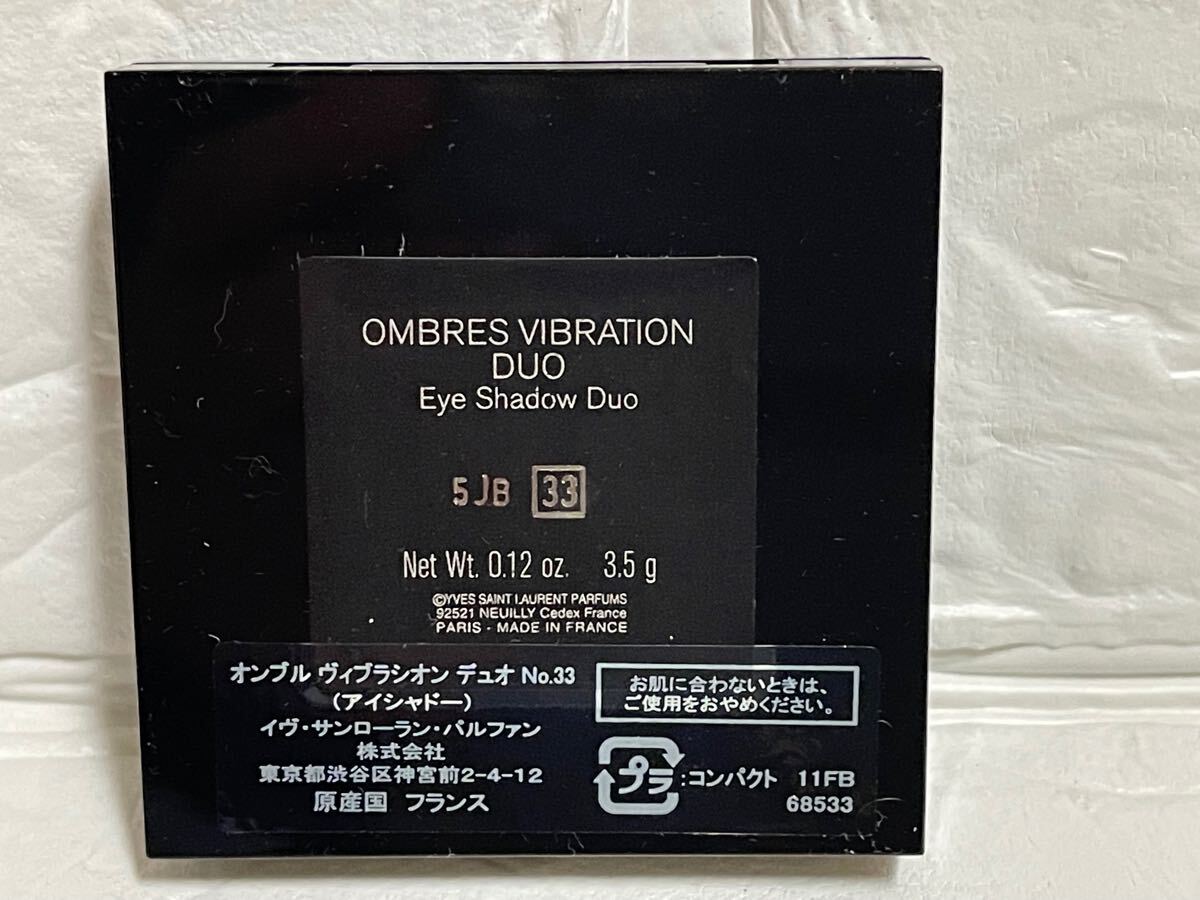 OMBRES VIBRATION
DUO
Eye Shadow Duo
5JB 33
Net Wt. 0.12 oz. 3.5 g
©YVES SAINT LAURENT PARFUMS
92521 NEUILLY Cedex France
PARIS - MADE IN FRANCE
オンブル ヴィブラシオン デュオ No.33
（アイシャドー）
イヴ・サンローラン・パルファン
株式会社
東京都渋谷区神宮前2-4-12
原産国 フランス
お肌に合わないときは、
ご使用をおやめください。
プラ :コンパクト 11FB
68533